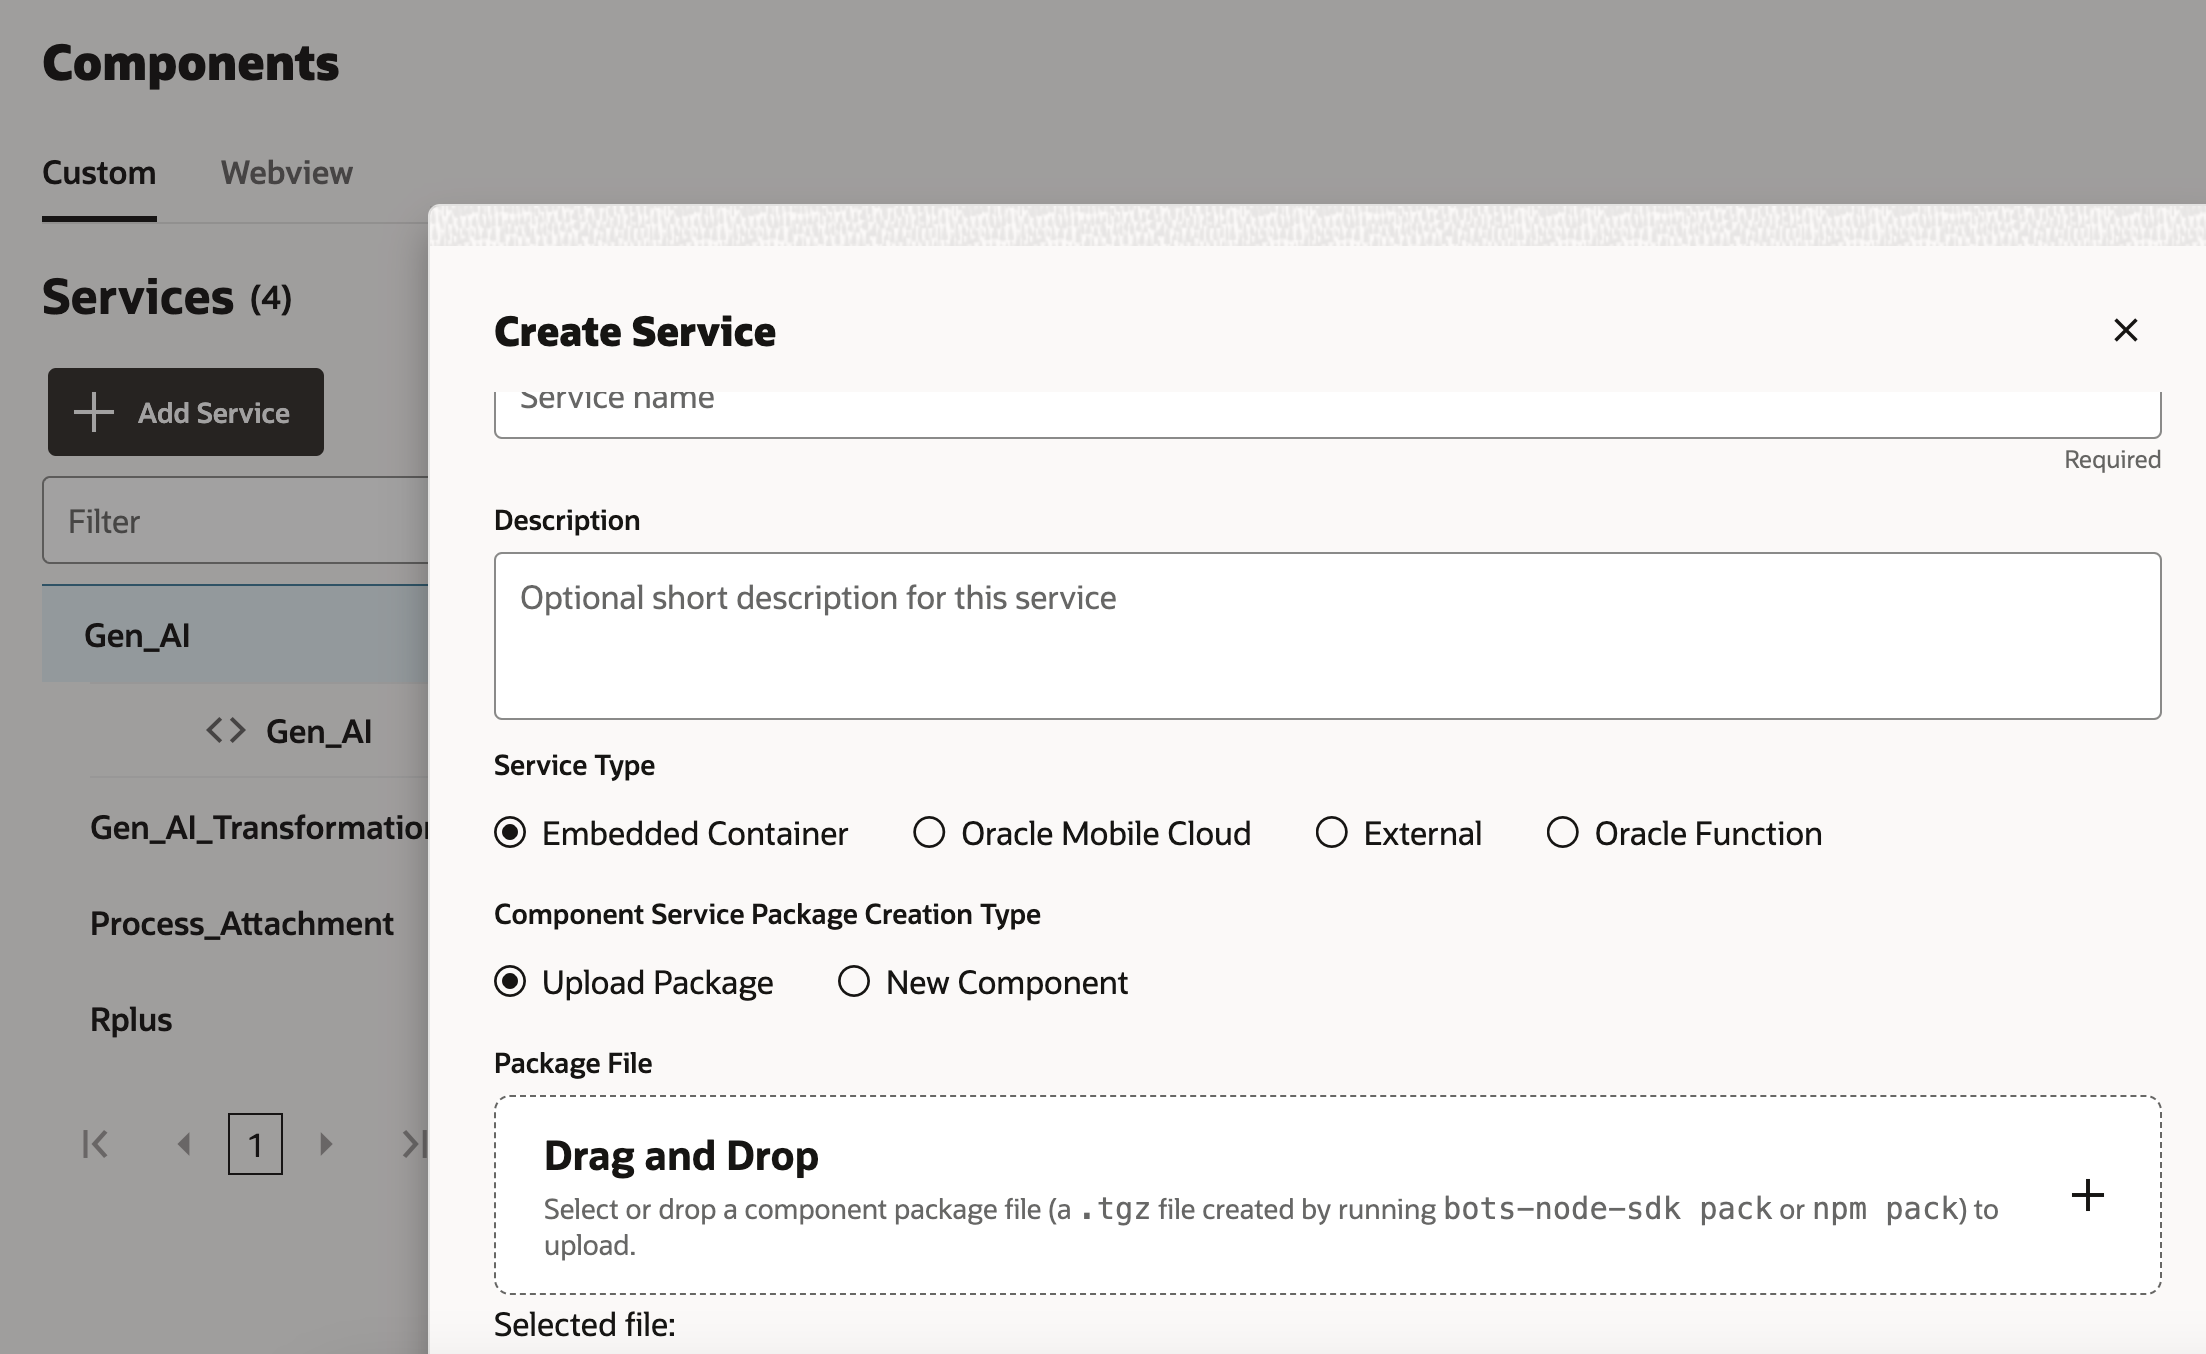 Components
Custom Webview
Services (4)
Add Service
Filter
Gen_AI
Gen_AI
Gen_AI_Transformation
Process_Attachment
Rplus
1
Create Service
Service name
Required
Description
Optional short description for this service
Service Type
Embedded Container Oracle Mobile Cloud External Oracle Function
Component Service Package Creation Type
Upload Package New Component
Package File
Drag and Drop
Select or drop a component package file (a .tgz file created by running bots-node-sdk pack or npm pack) to
upload.
Selected file: